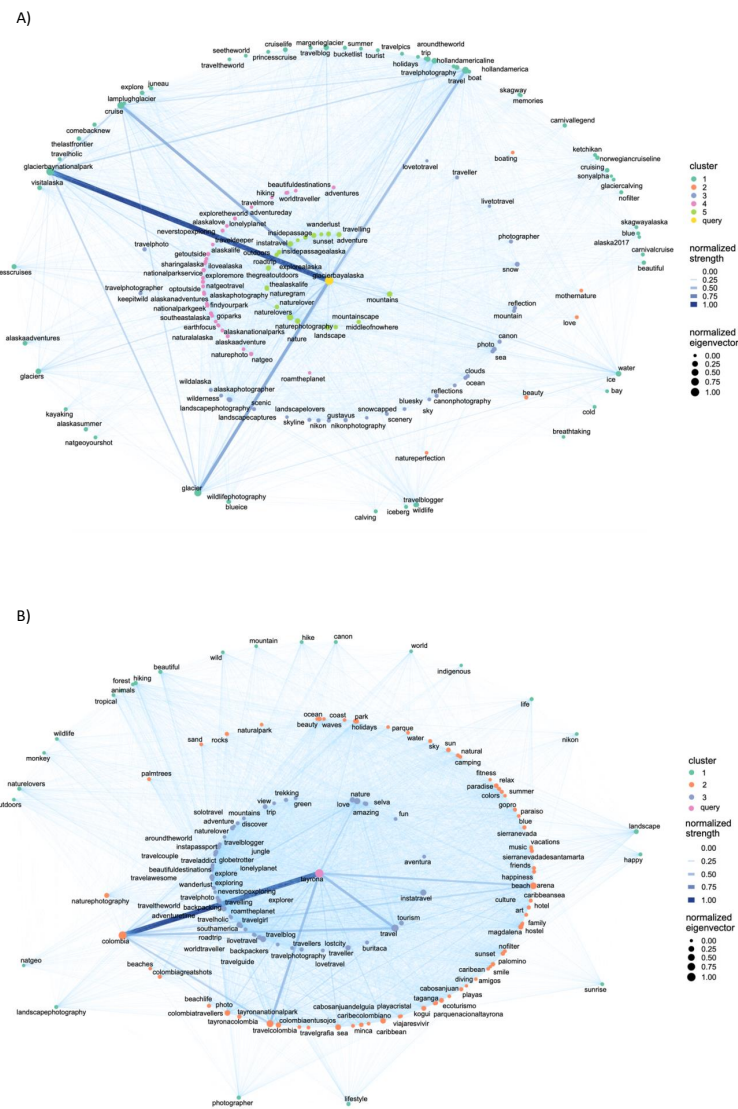 A)
margerieglacier summer
cruiselife
travelblog
travelpics
aroundtheworld
seetheworld
bucketlist
trip
princesscruise
tourist
holidays
hollandamericaline
traveltheworld
travelphotography
hollandamerica
travel
boat
explore
juneau
lamplughglacier
cruise
skagway
memories
comebacknew
thelastfrontier
travelholic
glacierbaynationalpark
visitalaska
carnivallegend
boating
lovetotravel
ketchikan
norwegiancruiseline
cruising
sonyalpha
glaciercalving
nofilter
traveller
beautifuldestinations
hiking
adventures
worldtraveller
travelmore
livetotravel
exploretheworld
adventureday
alaskalove
lonelyplanet
wanderlust
neverstopexploring
insidepassage
travelling
skagwayalaska
blue
alaska2017
carnivalcruise
beautiful
photographer
travelphoto
traveldeeper
instatravel
sunset
adventure
alaskalife
outdoors
insidepassagealaska
getoutside
roadtrip
sharingalaska
ilovealaska
explorealaska
snow
esscruises
nationalparkservice
exploremore
thegreatoutdoors
glacierbayalaska
natgeotravel
travelphotographer
optoutside
thealaskalife
alaskaphotography
naturegram
mountains
mothernature
keepitwild
alaskanadventures
findyourpark
naturelover
nationalparkgeek
goparks
naturelovers
reflection
mountain
southeastalaska
earthfocus
mountainscape
middleofnowhere
love
naturalalaska
alaskanationalparks
naturephotography
landscape
nature
alaskaadventure
canon
photo
sea
alaskaadventures
naturephoto
natgeo
glaciers
roamtheplanet
clouds
ocean
water
ice
bay
wildalaska
alaskaphotographer
wilderness
scenic
reflections
bluesky
canonphotography
beauty
landscapephotography
landscapelovers
snowcapped
sky
landscapecaptures
gustavus
scenery
cold
kayaking
skyline
nikon
nikonphotography
alaskasummer
natgeoyourshot
breathtaking
natureperfection
glacier
wildlifephotography
blueice
travelblogger
wildlife
iceberg
calving
cluster
1
2
3
4
5
query
normalized
strength
0.00
0.25
0.50
0.75
1.00
normalized
eigenvector
0.00
0.25
0.50
0.75
1.00
B)
mountain
hike
canon
wild
world
beautiful
indigenous
forest hiking
animals
tropical
life
ocean
coast
park
beauty
waves
holidays
naturalpark
parque
nikon
wildlife
sand
rocks
water
sky
sun
natural
camping
monkey
palmtrees
fitness
relax
paradise
summer
colors
naturelovers
utdoors
trekking
nature
view
green
love
selva
gopro
solotravel
mountains
trip
amazing
fun
paraiso
adventure
discover
blue
naturelover
sierranevada
landscape
aroundtheworld
travelblogger
vacations
instapassport
jungle
music
travelcouple
sierranevadadesantamarta
traveladdict
globetrotter
aventura
friends
happy
beautifuldestinations
explore
lonelyplanet
tayrona
happiness
travelawesome
wanderlust
exploring
beach
arena
neverstopexploring
naturephotography
travelphoto
explorer
instatravel
caribbeansea
traveltheworld
travelling
culture
hotel
backpacking
roamtheplanet
art
adventuretime
travelholic
travelgirl
tourism
family
southamerica
travel
magdalena
hostel
colombia
roadtrip
travelblog
ilovetravel
travellers
lostcity
nofilter
worldtraveller
backpackers
traveller
buritaca
sunset
palomino
travelphotography
travelguide
lovetravel
caribean
smile
natgeo
beaches
diving
amigos
colombiagreatshots
cabosanjuan
playas
sunrise
beachlife
cabosanjuandelguia
playacristal
taganga
ecoturismo
landscapephotography
photo
colombiatravellers
tayronanationalpark
caribecolombiano
kogui
parquenacionaltayrona
tayronacolombia
colombiaentusojos
viajaresvivir
travelcolombia
minca
travelgrafia
sea
caribbean
photographer
lifestyle
cluster
1
2
3
query
normalized
strength
0.00
0.25
0.50
0.75
1.00
normalized
eigenvector
0.00
0.25
0.50
0.75
1.00